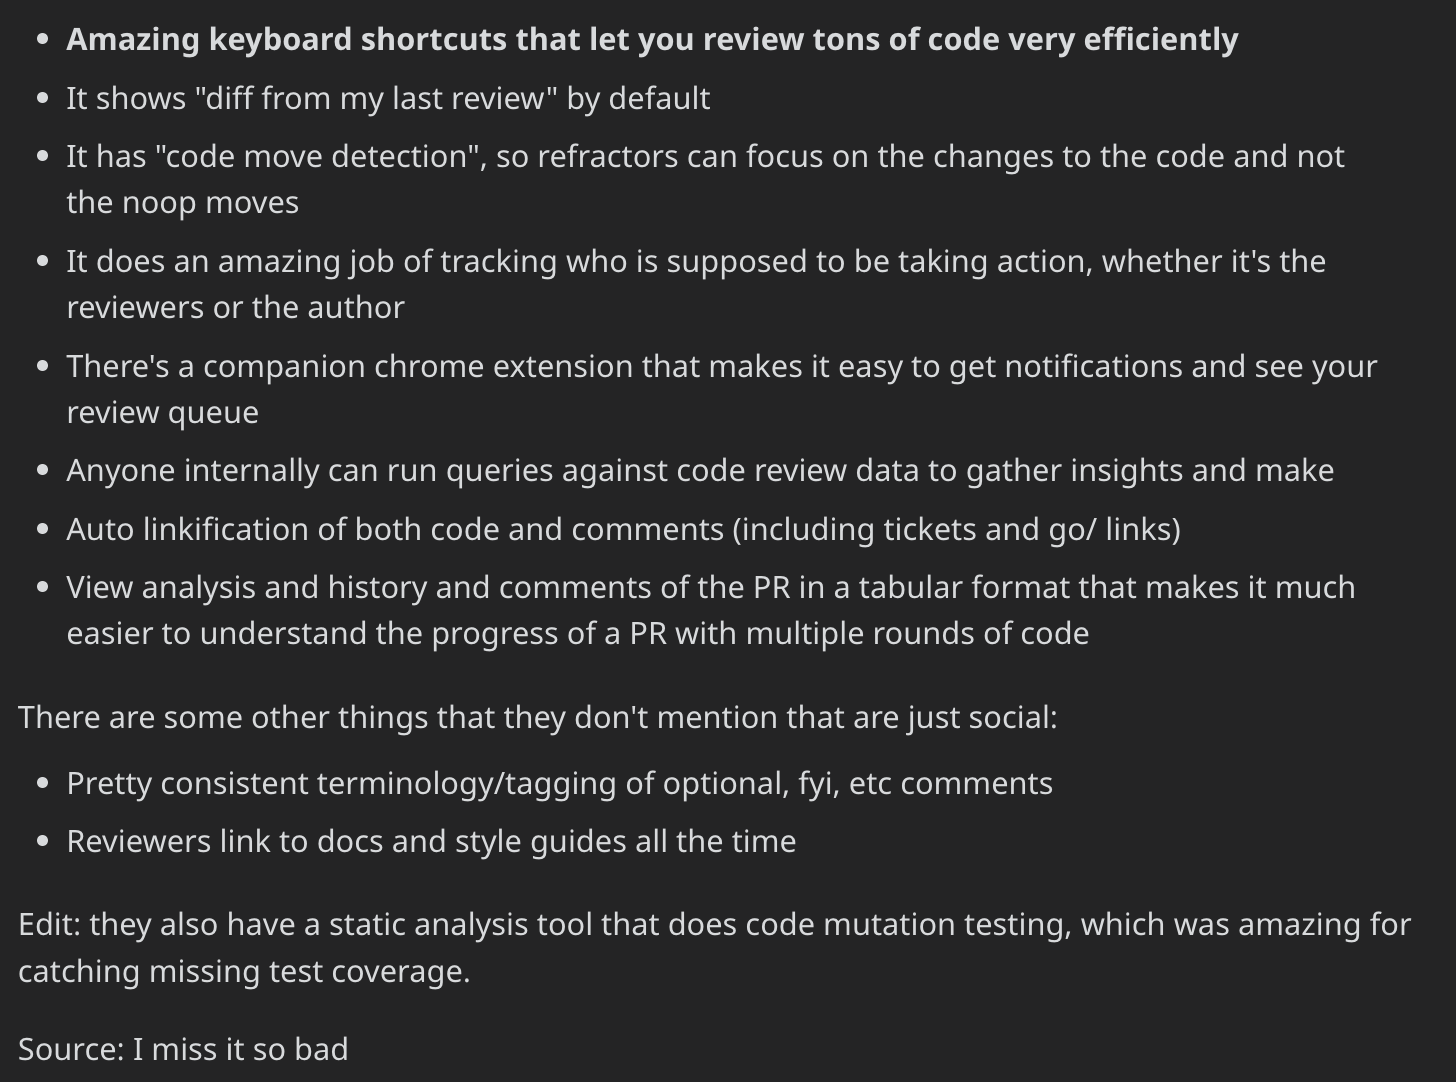 • Amazing keyboard shortcuts that let you review tons of code very efficiently
• It shows "diff from my last review" by default
• It has "code move detection", so refractors can focus on the changes to the code and not
the noop moves
• It does an amazing job of tracking who is supposed to be taking action, whether it's the
reviewers or the author
• There's a companion chrome extension that makes it easy to get notifications and see your
review queue
• Anyone internally can run queries against code review data to gather insights and make
• Auto linkification of both code and comments (including tickets and go/ links)
• View analysis and history and comments of the PR in a tabular format that makes it much
easier to understand the progress of a PR with multiple rounds of code
There are some other things that they don't mention that are just social:
• Pretty consistent terminology/tagging of optional, fyi, etc comments
• Reviewers link to docs and style guides all the time
Edit: they also have a static analysis tool that does code mutation testing, which was amazing for
catching missing test coverage.
Source: I miss it so bad